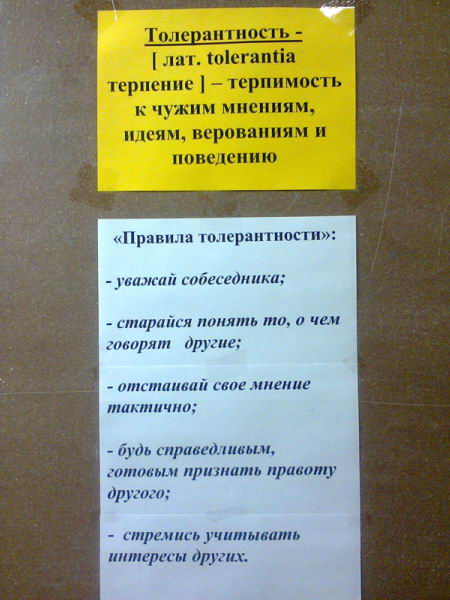 Толерантность -
[ лат. tolerantia
терпение ] – терпимость
к чужим мнениям,
идеям, верованиям и
поведению
«Правила толерантности»:
- уважай собеседника;
- старайся понять то, о чем
говорят другие;
- отстаивай свое мнение
тактично;
- будь справедливым,
готовым признать правоту
другого;
- стремись учитывать
интересы других.